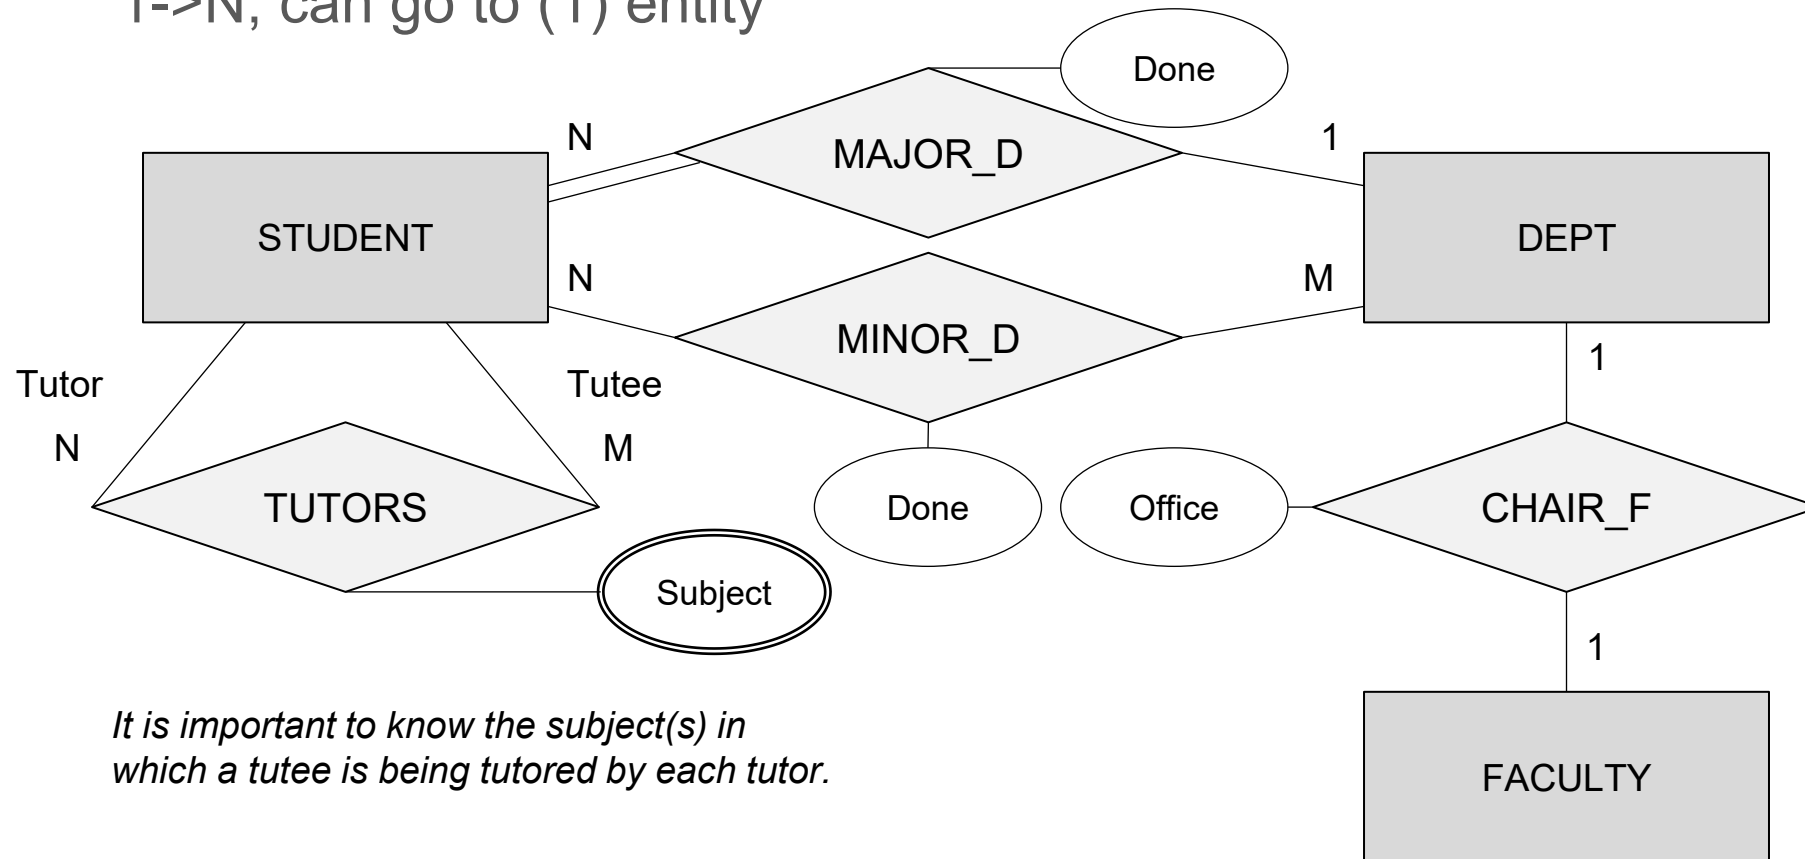 1->N, can go to (1) entity
Done
N
MAJOR_D
1
STUDENT
DEPT
N
M
MINOR_D
1
Tutor
Tutee
N
M
TUTORS
Done
Office
CHAIR_F
Subject
1
It is important to know the subject(s) in
which a tutee is being tutored by each tutor.
FACULTY